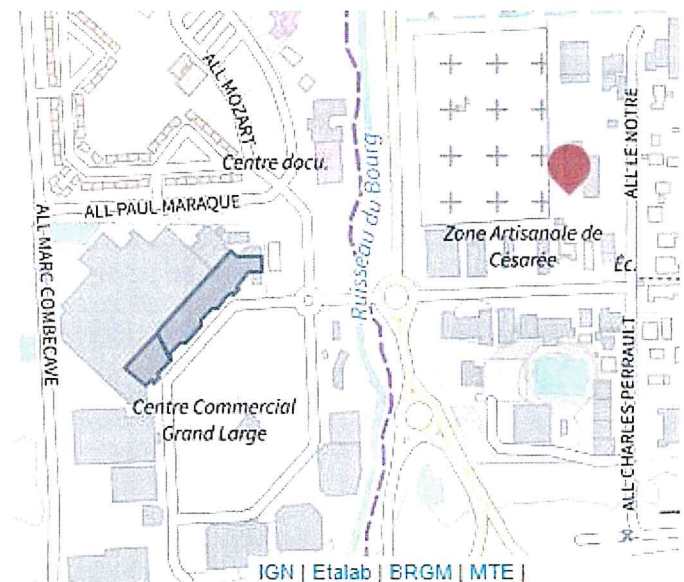 ALL MOZART
Centre docu.
ALL PAUL MARAQUE
ALL MARC COMBECAVE
Ruisseau du Bourg
ALL LE NOTRE
Zone Artisanale de
Césarée
Éc.
Centre Commercial
Grand Large
ALL CHARLES PERRAULT
IGN | Etalab | BRGM | MTE |